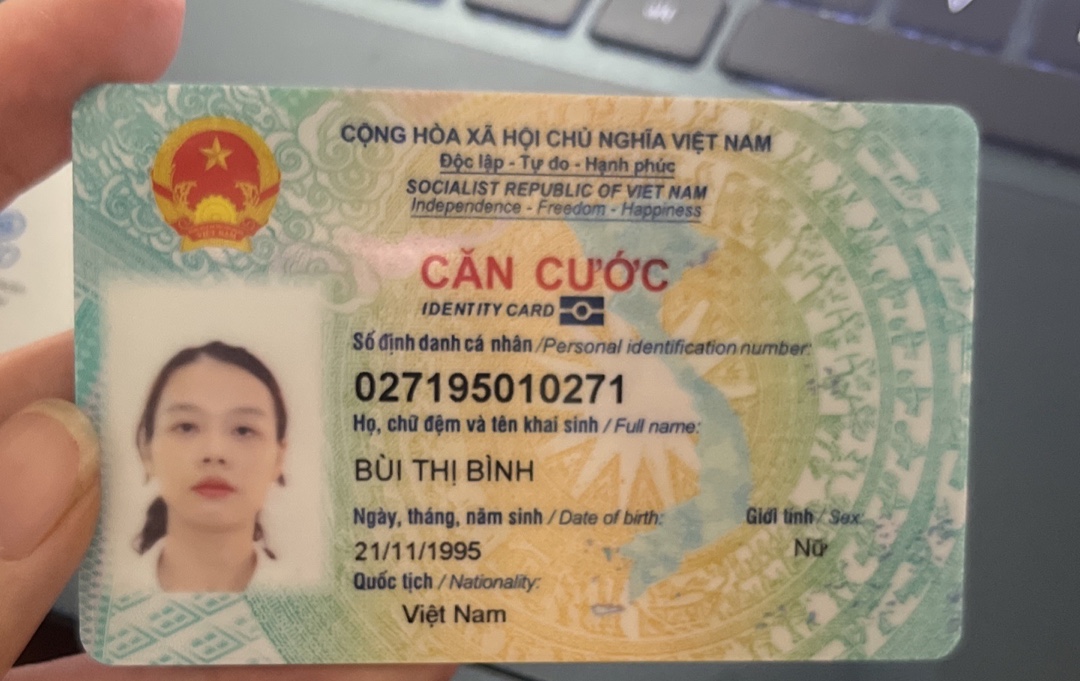 CỘNG HÒA XÃ HỘI CHỦ NGHĨA VIỆT NAM
Độc lập - Tự do - Hạnh phúc
SOCIALIST REPUBLIC OF VIET NAM
Independence - Freedom - Happiness
CĂN CƯỚC
IDENTITY CARD
Số định danh cá nhân /Personal identification number:
027195010271
Họ, chữ đệm và tên khai sinh / Full name:
BÙI THỊ BÌNH
Ngày, tháng, năm sinh / Date of birth: Giới tính / Sex:
21/11/1995 Nữ
Quốc tịch / Nationality:
Việt Nam